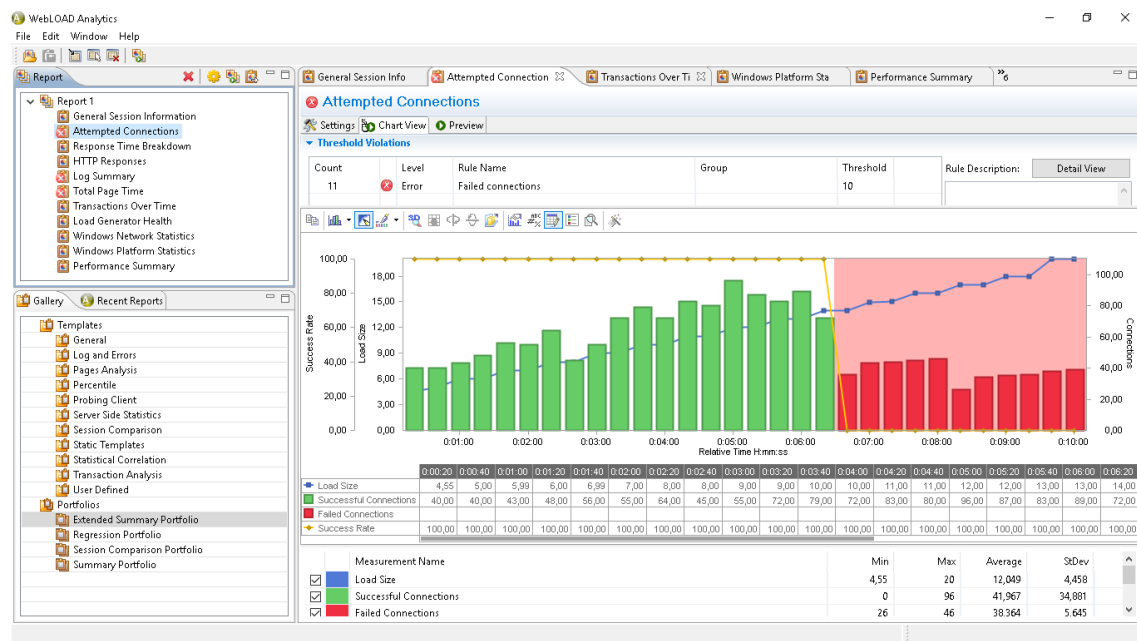 WebLOAD Analytics
File Edit Window Help
Report
Report 1
General Session Information
Attempted Connections
Response Time Breakdown
HTTP Responses
Log Summary
Total Page Time
Transactions Over Time
Load Generator Health
Windows Network Statistics
Windows Platform Statistics
Performance Summary
Gallery Recent Reports
Templates
General
Log and Errors
Pages Analysis
Percentile
Probing Client
Server Side Statistics
Session Comparison
Static Templates
Statistical Correlation
Transaction Analysis
User Defined
Portfolios
Extended Summary Portfolio
Regression Portfolio
Session Comparison Portfolio
Summary Portfolio
General Session Info Attempted Connection Transactions Over Ti Windows Platform Sta Performance Summary »6
Attempted Connections
Settings Chart View Preview
Threshold Violations
Count Level Rule Name Group Threshold Rule Description: Detail View
11 Error Failed connections 10
3D
100,00 18,00 100,00
80,00 15,00 80,00
60,00 12,00 60,00
40,00 9,00 40,00
20,00 6,00 20,00
0,00 3,00 0,00
0,00
Success Rate
Load Size
Connections
0:01:00 0:02:00 0:03:00 0:04:00 0:05:00 0:06:00 0:07:00 0:08:00 0:09:00 0:10:00
Relative Time H:mm:ss
0:00:20 0:00:40 0:01:00 0:01:20 0:01:40 0:02:00 0:02:20 0:02:40 0:03:00 0:03:20 0:03:40 0:04:00 0:04:20 0:04:40 0:05:00 0:05:20 0:05:40 0:06:00 0:06:20
Load Size 4,55 5,00 5,99 6,00 6,99 7,00 8,00 8,00 9,00 9,00 10,00 10,00 11,00 11,00 12,00 12,00 13,00 13,00 14,00
Successful Connections 40,00 40,00 43,00 48,00 56,00 55,00 64,00 45,00 55,00 72,00 79,00 72,00 83,00 80,00 96,00 87,00 83,00 89,00 72,00
Failed Connections
Success Rate 100,00 100,00 100,00 100,00 100,00 100,00 100,00 100,00 100,00 100,00 100,00 100,00 100,00 100,00 100,00 100,00 100,00 100,00 100,00
Measurement Name Min Max Average StDev
Load Size 4,55 20 12,049 4,458
Successful Connections 0 96 41,967 34,881
Failed Connections 26 46 38,364 5,645